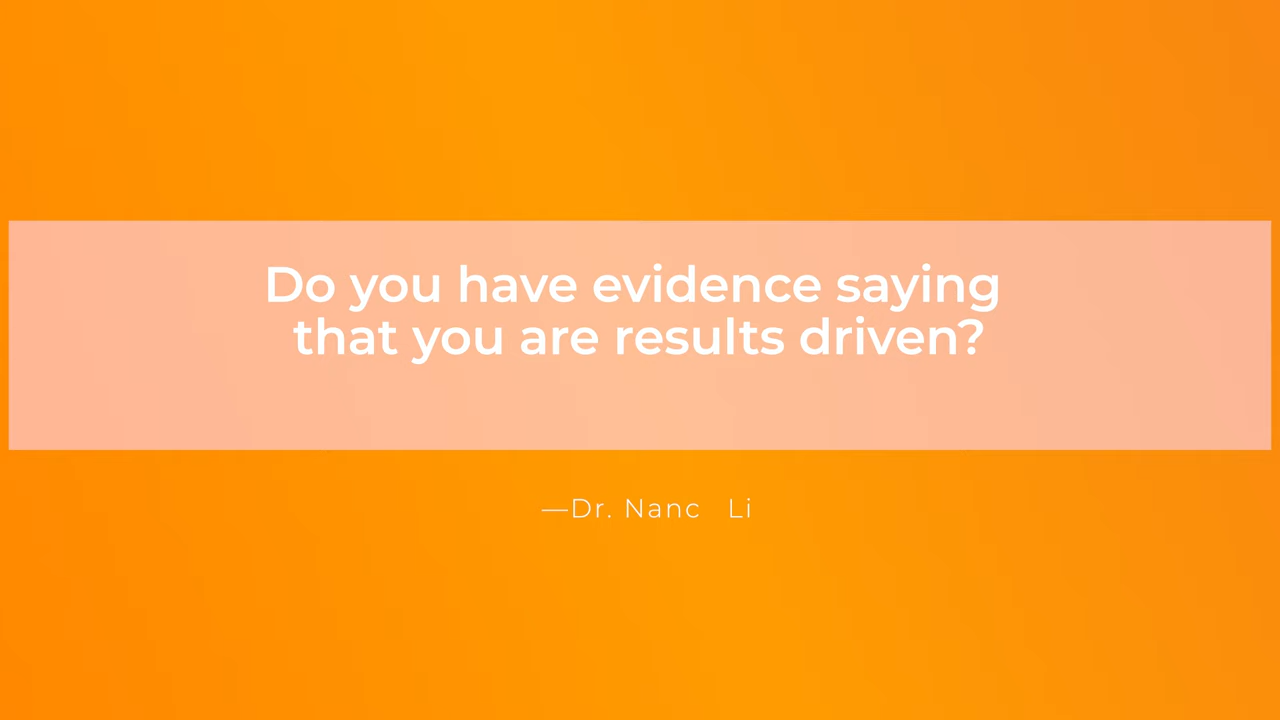 Do you have evidence saying
that you are results driven?
—Dr. Nanc Li